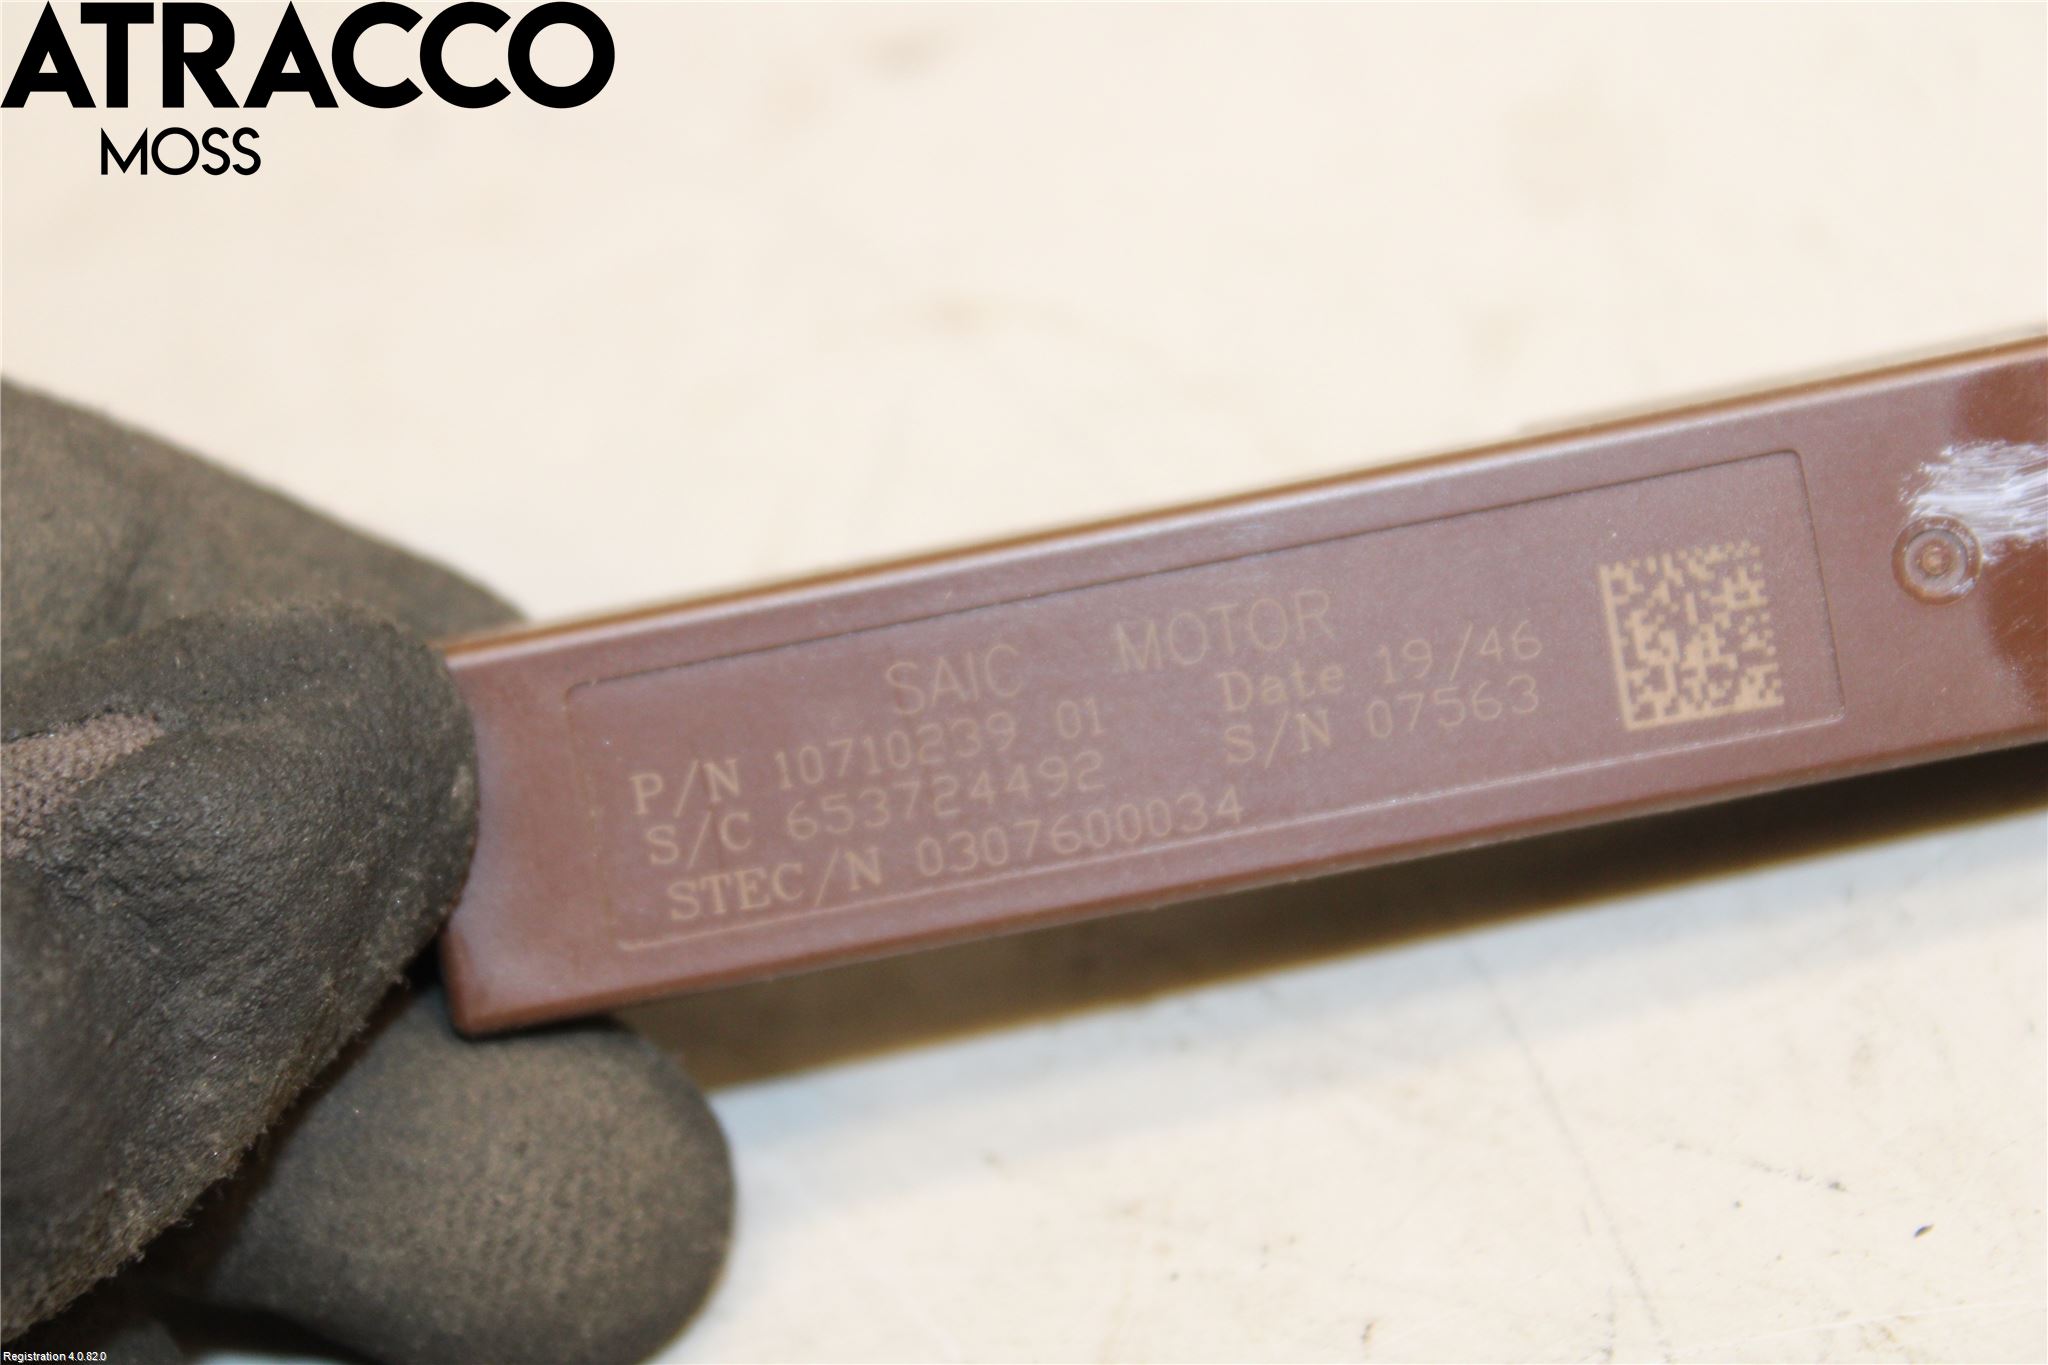 ATRACCO
MOSS
SAIC MOTOR
P/N 10710239 01 Date 19/46
S/C 653724492 S/N 07563
STEC/N 0307600034
Registration 4.0.82.0